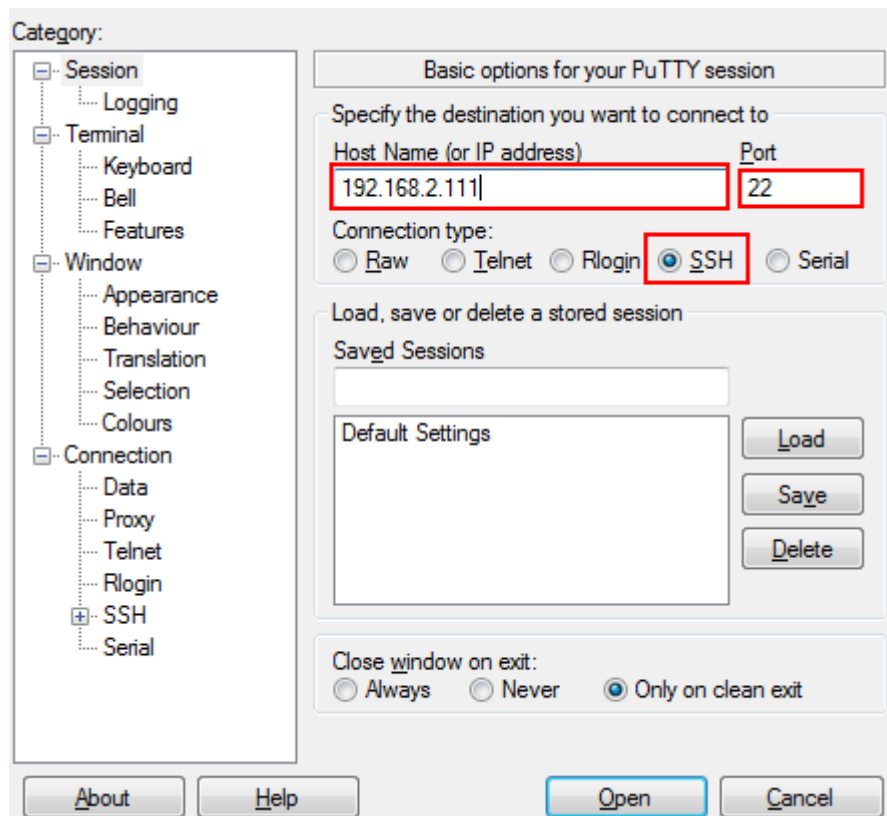 Category:
Session
Logging
Terminal
Keyboard
Bell
Features
Window
Appearance
Behaviour
Translation
Selection
Colours
Connection
Data
Proxy
Telnet
Rlogin
SSH
Serial
Basic options for your PuTTY session
Specify the destination you want to connect to
Host Name (or IP address) Port
192.168.2.111 22
Connection type:
Raw Telnet Rlogin SSH Serial
Load, save or delete a stored session
Saved Sessions
Default Settings
Load
Save
Delete
Close window on exit:
Always Never Only on clean exit
About Help Open Cancel